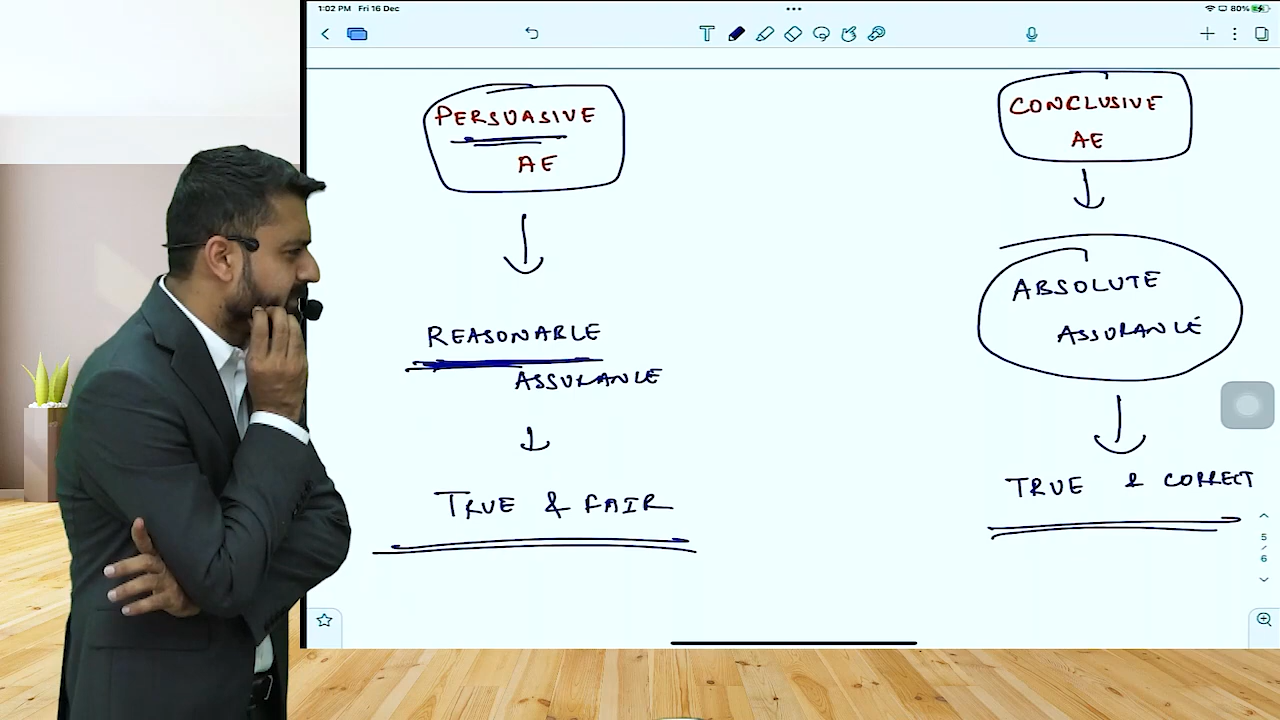 1:02 PM Fri 16 Dec
80%
T
PERSUASIVE
AE
REASONABLE
ASSURANCE
TRUE & FAIR
CONCLUSIVE
AE
ABSOLUTE
ASSURANCE
TRUE & CORRECT
5
/
6